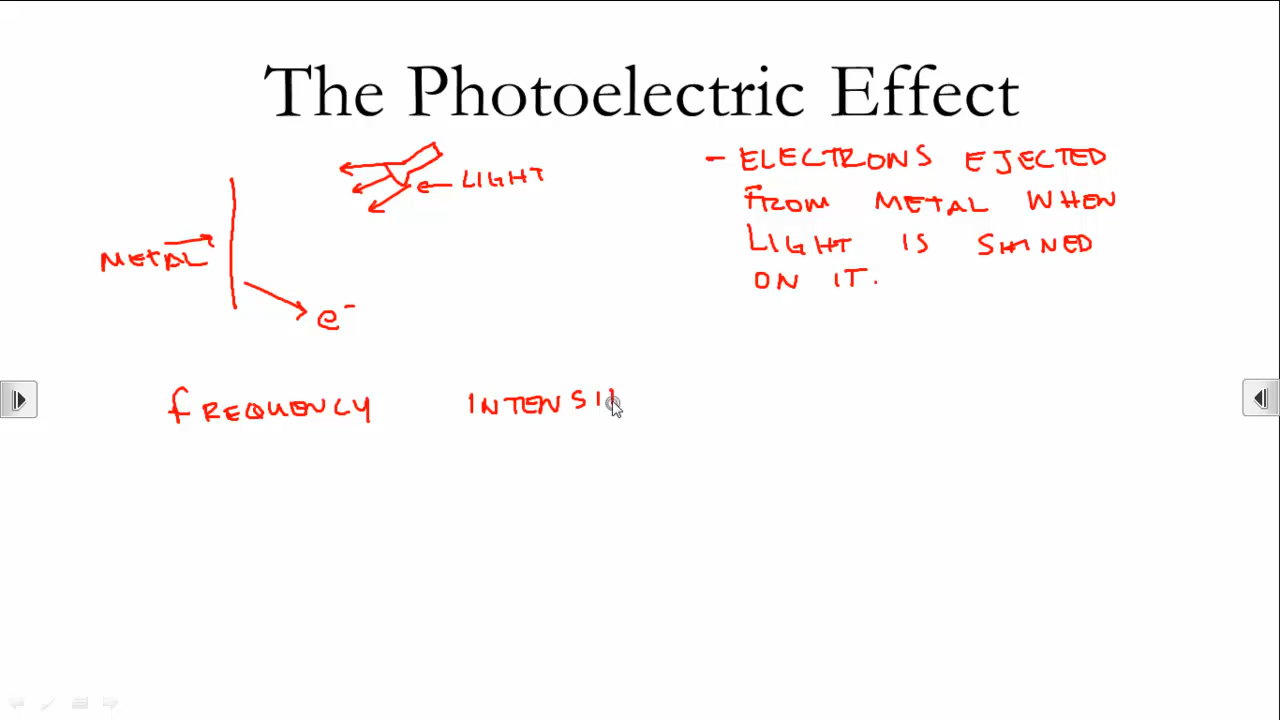 The Photoelectric Effect
LIGHT
METAL
e⁻
- ELECTRONS EJECTED
FROM METAL WHEN
LIGHT IS SHINED
ON IT.
fREQUENCY INTENSI